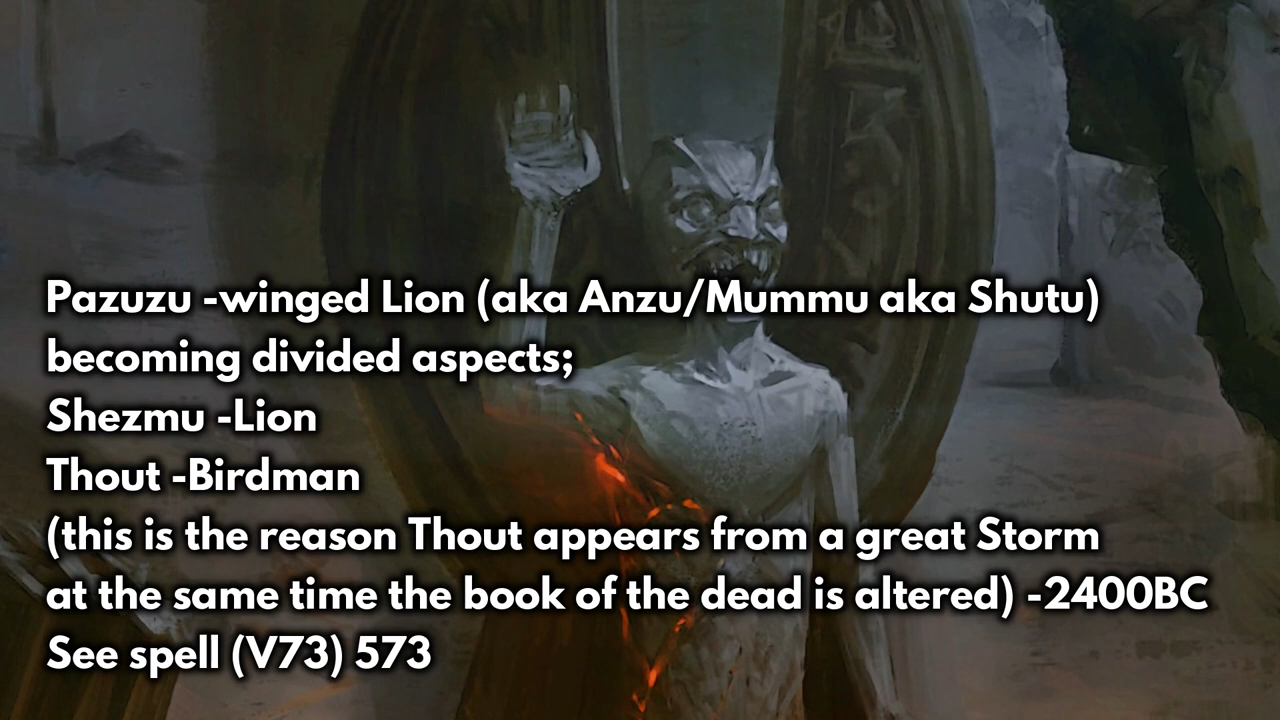 Pazuzu -winged Lion (aka Anzu/Mummu aka Shutu)
becoming divided aspects;
Shezmu -Lion
Thout -Birdman
(this is the reason Thout appears from a great Storm
at the same time the book of the dead is altered) -2400BC
See spell (V73) 573